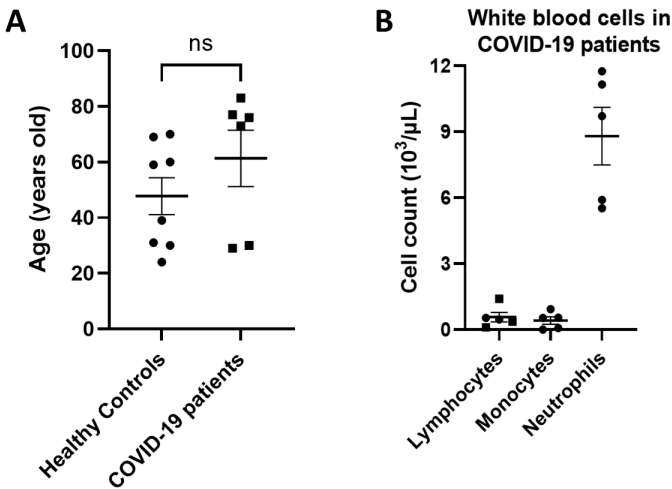 A
ns
100
80
60
40
20
0
Age (years old)
Healthy Controls
COVID-19 patients
B
White blood cells in
COVID-19 patients
12
9
6
3
0
Cell count (10³/µL)
Lymphocytes
Monocytes
Neutrophils